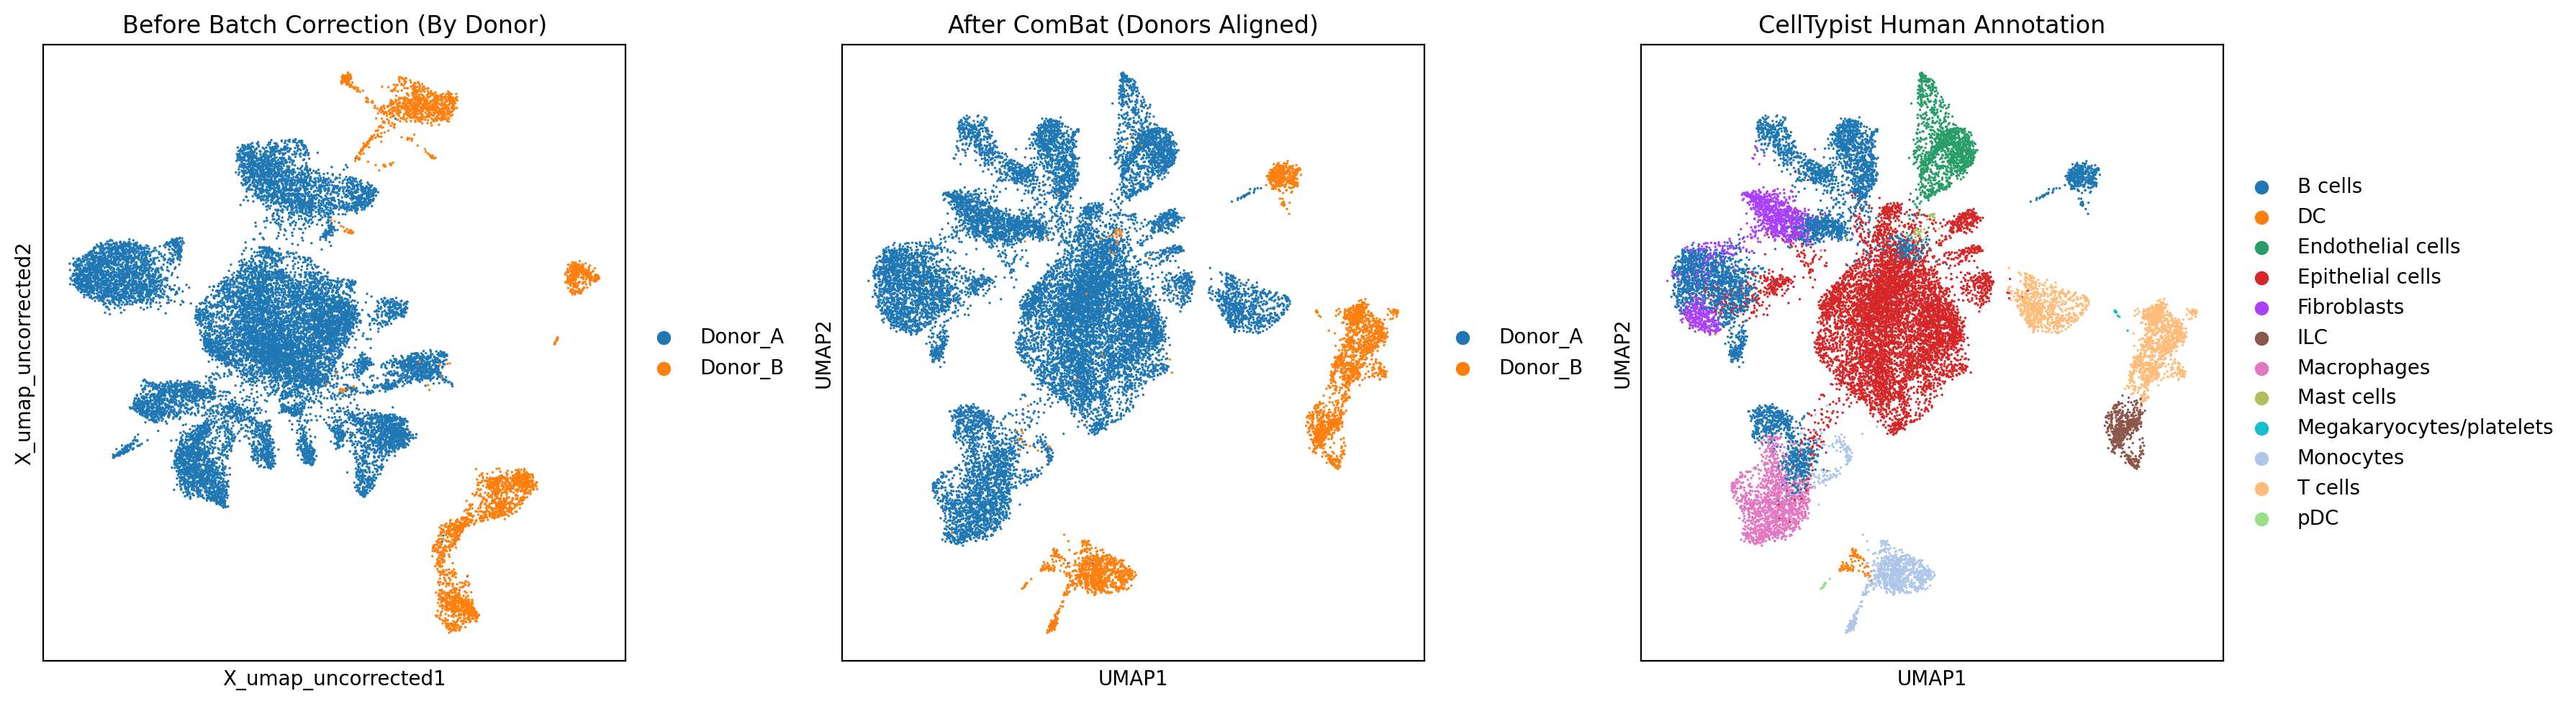 Before Batch Correction (By Donor)
X_umap_uncorrected2
X_umap_uncorrected1
Donor_A
Donor_B
After ComBat (Donors Aligned)
UMAP2
UMAP1
Donor_A
Donor_B
CellTypist Human Annotation
UMAP2
UMAP1
B cells
DC
Endothelial cells
Epithelial cells
Fibroblasts
ILC
Macrophages
Mast cells
Megakaryocytes/platelets
Monocytes
T cells
pDC